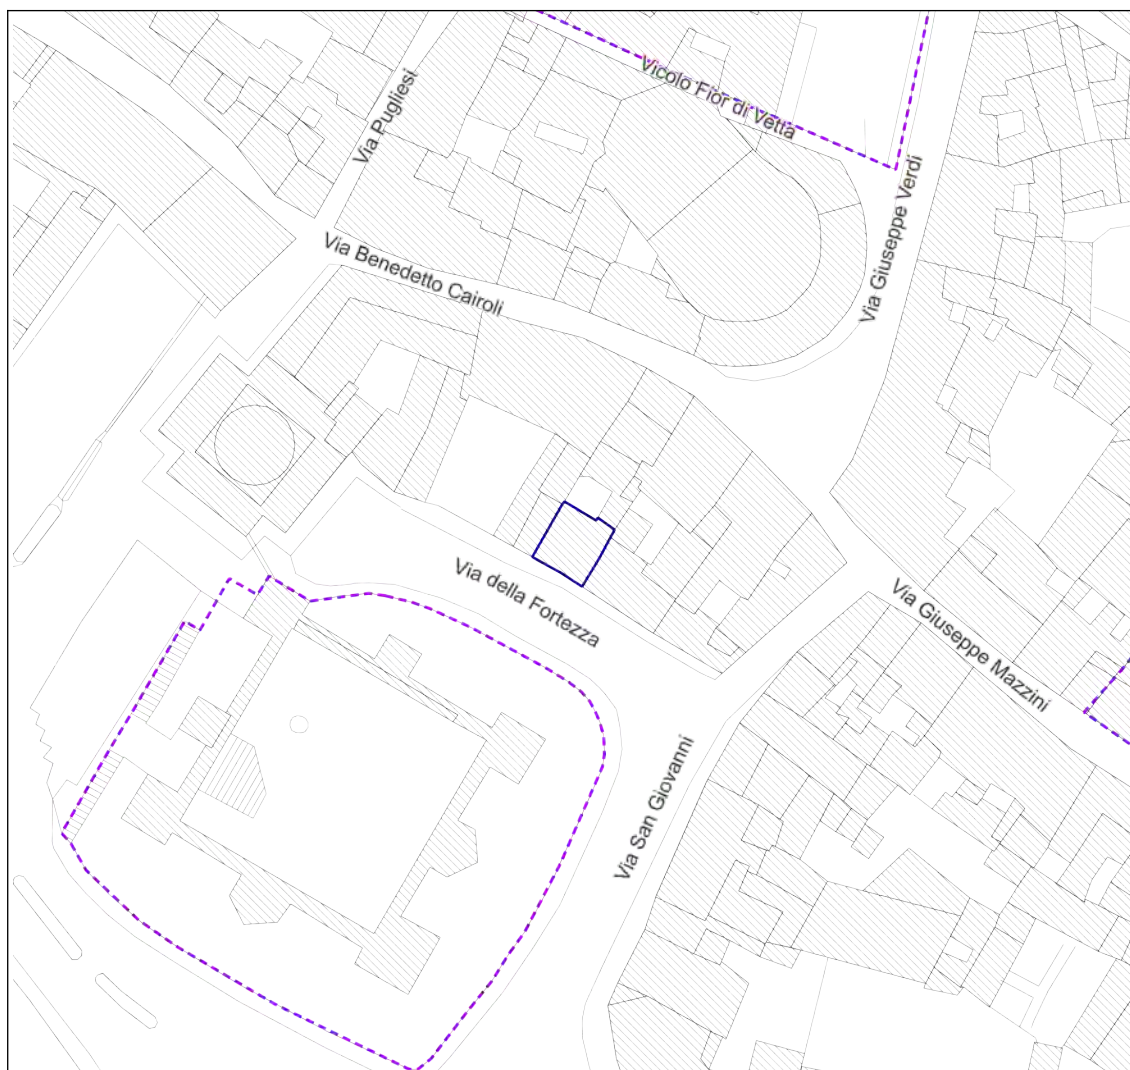 Vicolo Fior di Vetta
Via Pugliesi
Via Giuseppe Verdi
Via Benedetto Cairoli
Via della Fortezza
Via Giuseppe Mazzini
Via San Giovanni